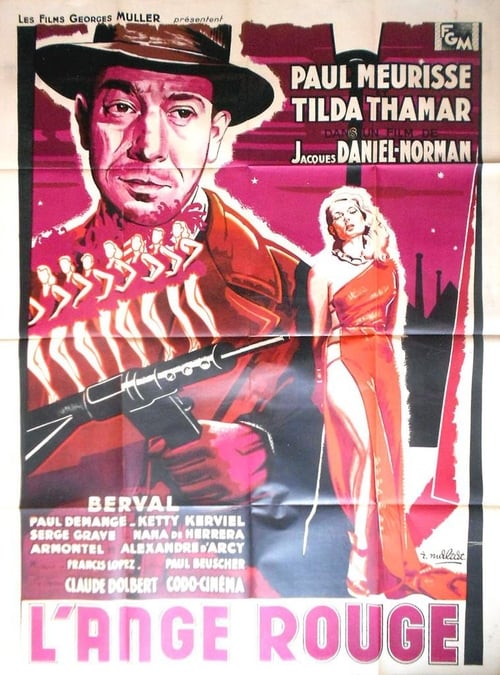 LES FILMS GEORGES MULLER présentent
FGM
PAUL MEURISSE
TILDA THAMAR
DANS UN FILM DE
JACQUES DANIEL-NORMAN
BERVAL
PAUL DEMANGE - KETTY KERVIEL
SERGE GRAVE NANA DE HERRERA
ARMONTEL ALEXANDRE D'ARCY
FRANCIS LOPEZ. PAUL BEUSCHER
CLAUDE DOLBERT CODO-CINÉMA
L'ANGE ROUGE